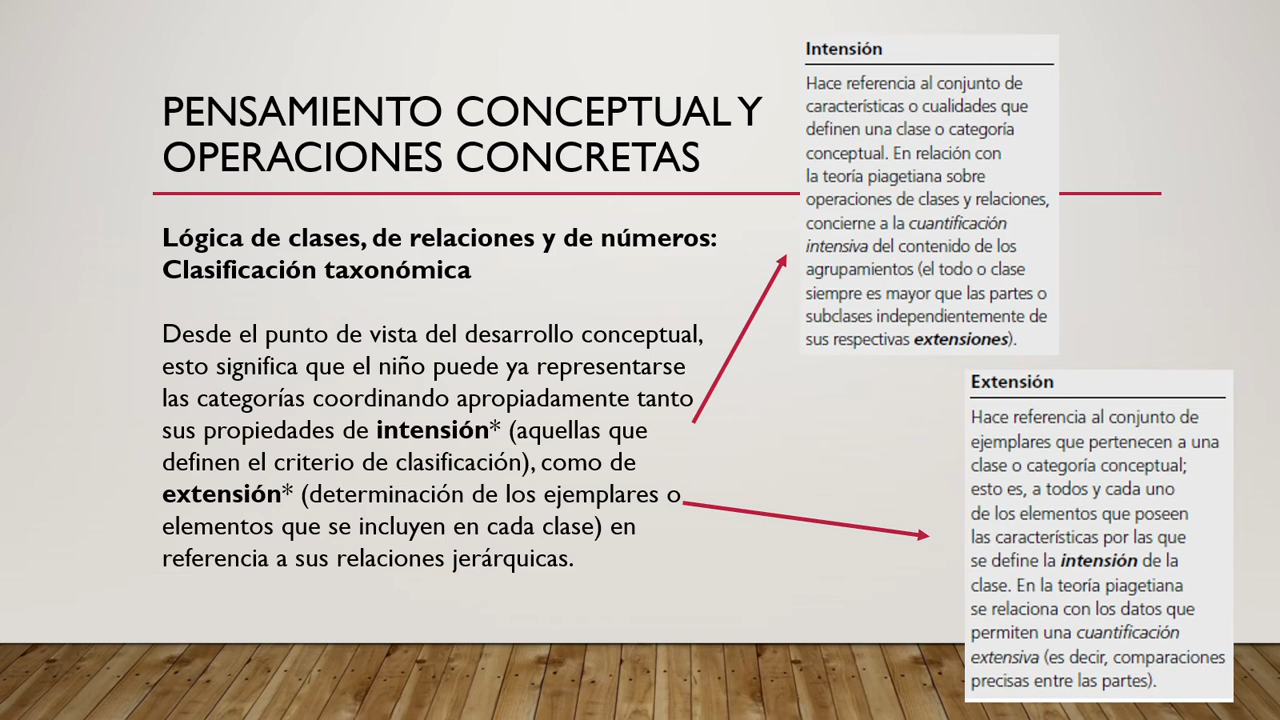 PENSAMIENTO CONCEPTUAL Y
OPERACIONES CONCRETAS
Lógica de clases, de relaciones y de números:
Clasificación taxonómica
Desde el punto de vista del desarrollo conceptual,
esto significa que el niño puede ya representarse
las categorías coordinando apropiadamente tanto
sus propiedades de intensión* (aquellas que
definen el criterio de clasificación), como de
extensión* (determinación de los ejemplares o
elementos que se incluyen en cada clase) en
referencia a sus relaciones jerárquicas.
Intensión
Hace referencia al conjunto de
características o cualidades que
definen una clase o categoría
conceptual. En relación con
la teoría piagetiana sobre
operaciones de clases y relaciones,
concierne a la cuantificación
intensiva del contenido de los
agrupamientos (el todo o clase
siempre es mayor que las partes o
subclases independientemente de
sus respectivas extensiones).
Extensión
Hace referencia al conjunto de
ejemplares que pertenecen a una
clase o categoría conceptual;
esto es, a todos y cada uno
de los elementos que poseen
las características por las que
se define la intensión de la
clase. En la teoría piagetiana
se relaciona con los datos que
permiten una cuantificación
extensiva (es decir, comparaciones
precisas entre las partes).